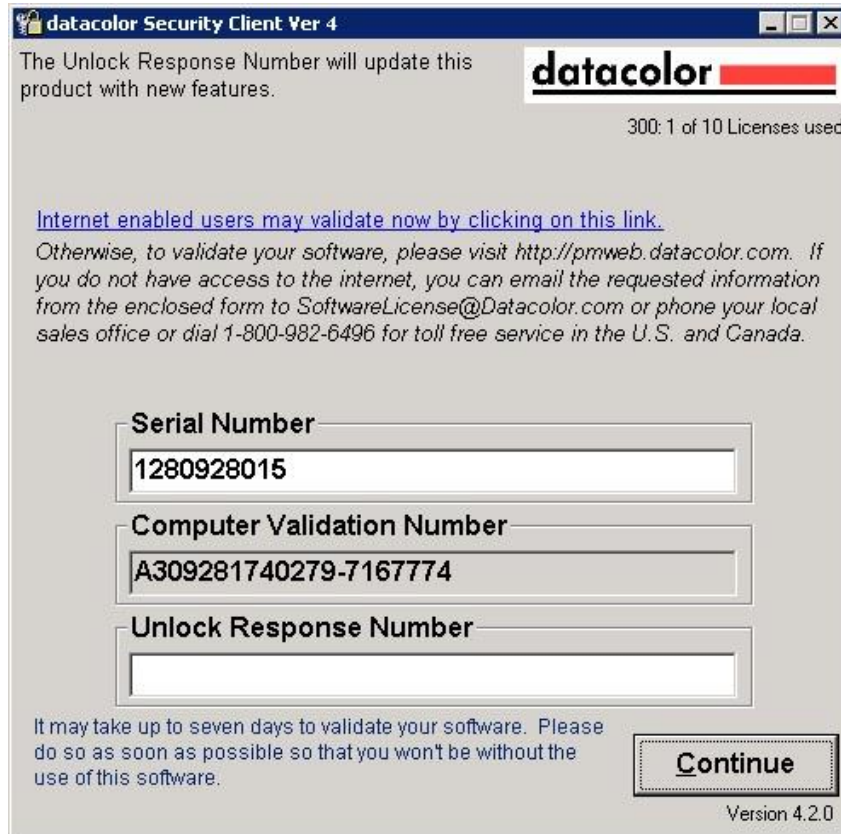 datacolor Security Client Ver 4
The Unlock Response Number will update this
product with new features.
datacolor
300: 1 of 10 Licenses used
Internet enabled users may validate now by clicking on this link.
Otherwise, to validate your software, please visit http://pmweb.datacolor.com. If
you do not have access to the internet, you can email the requested information
from the enclosed form to SoftwareLicense@Datacolor.com or phone your local
sales office or dial 1-800-982-6496 for toll free service in the U.S. and Canada.
Serial Number
1280928015
Computer Validation Number
A309281740279-7167774
Unlock Response Number
It may take up to seven days to validate your software. Please
do so as soon as possible so that you won't be without the
use of this software.
Continue
Version 4.2.0